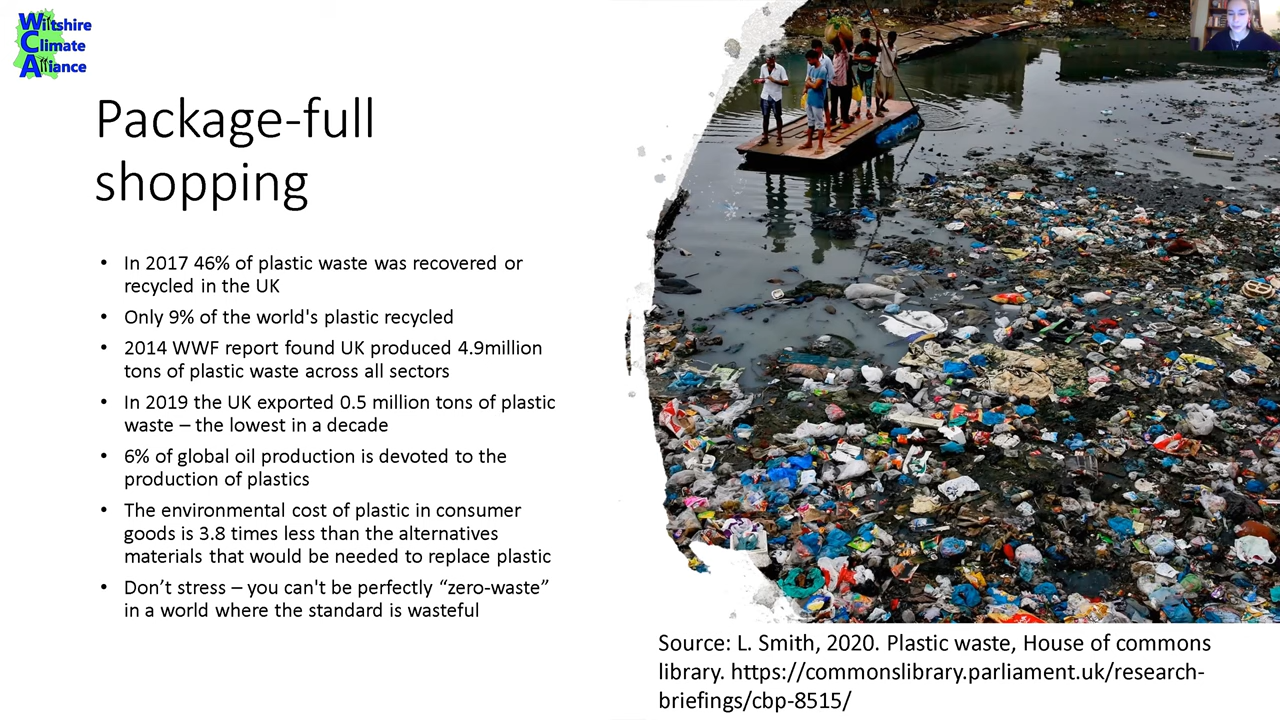 Wiltshire
Climate
Alliance
Package-full
shopping
• In 2017 46% of plastic waste was recovered or
recycled in the UK
• Only 9% of the world's plastic recycled
• 2014 WWF report found UK produced 4.9million
tons of plastic waste across all sectors
• In 2019 the UK exported 0.5 million tons of plastic
waste – the lowest in a decade
• 6% of global oil production is devoted to the
production of plastics
• The environmental cost of plastic in consumer
goods is 3.8 times less than the alternatives
materials that would be needed to replace plastic
• Don’t stress – you can't be perfectly “zero-waste”
in a world where the standard is wasteful
Source: L. Smith, 2020. Plastic waste, House of commons
library. https://commonslibrary.parliament.uk/research-
briefings/cbp-8515/